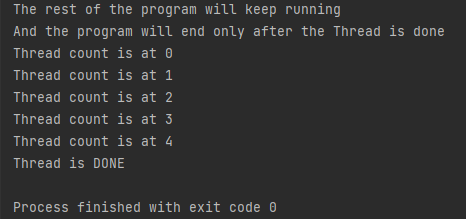 The rest of the program will keep running
And the program will end only after the Thread is done
Thread count is at 0
Thread count is at 1
Thread count is at 2
Thread count is at 3
Thread count is at 4
Thread is DONE
Process finished with exit code 0